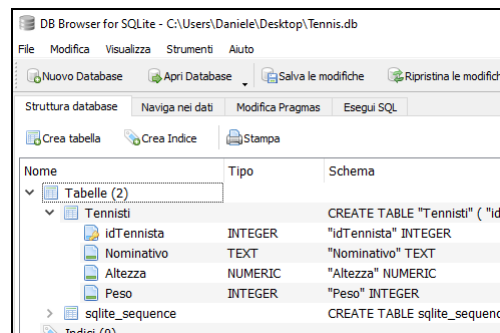 DB Browser for SQLite - C:\Users\Daniele\Desktop\Tennis.db
File Modifica Visualizza Strumenti Aiuto
Nuovo Database Apri Database Salva le modifiche Ripristina le modific
Struttura database Naviga nei dati Modifica Pragmas Esegui SQL
Crea tabella Crea Indice Stampa
Nome Tipo Schema
Tabelle (2)
Tennisti CREATE TABLE "Tennisti" ( "id
idTennista INTEGER "idTennista" INTEGER
Nominativo TEXT "Nominativo" TEXT
Altezza NUMERIC "Altezza" NUMERIC
Peso INTEGER "Peso" INTEGER
sqlite_sequence CREATE TABLE sqlite_sequenc
Indici (0)